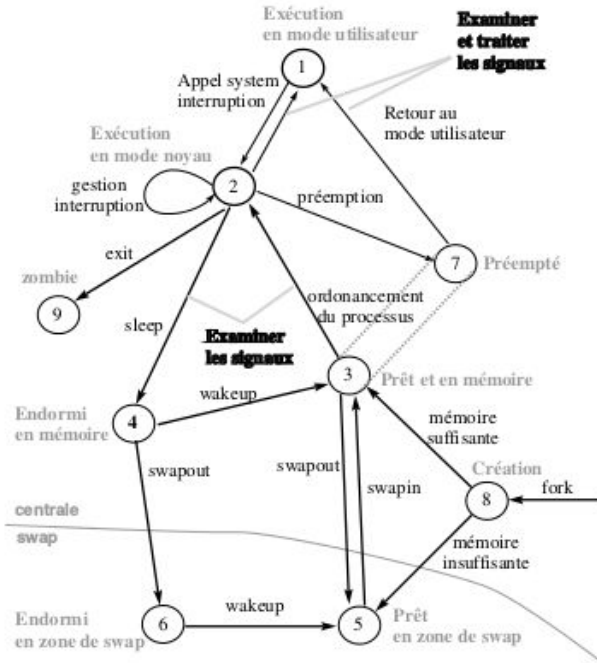 Exécution
en mode utilisateur
Examiner
et traiter
les signaux
1
Appel system
interruption
Retour au
mode utilisateur
Exécution
en mode noyau
2
gestion
interruption
préemption
7
Préempté
exit
zombie
9
sleep
ordonancement
du processus
Examiner
les signaux
3
Prêt et en mémoire
wakeup
Endormi
en mémoire
4
mémoire
suffisante
swapout
swapout
swapin
Création
8
fork
centrale
swap
mémoire
insuffisante
Endormi
en zone de swap
6
wakeup
5
Prêt
en zone de swap